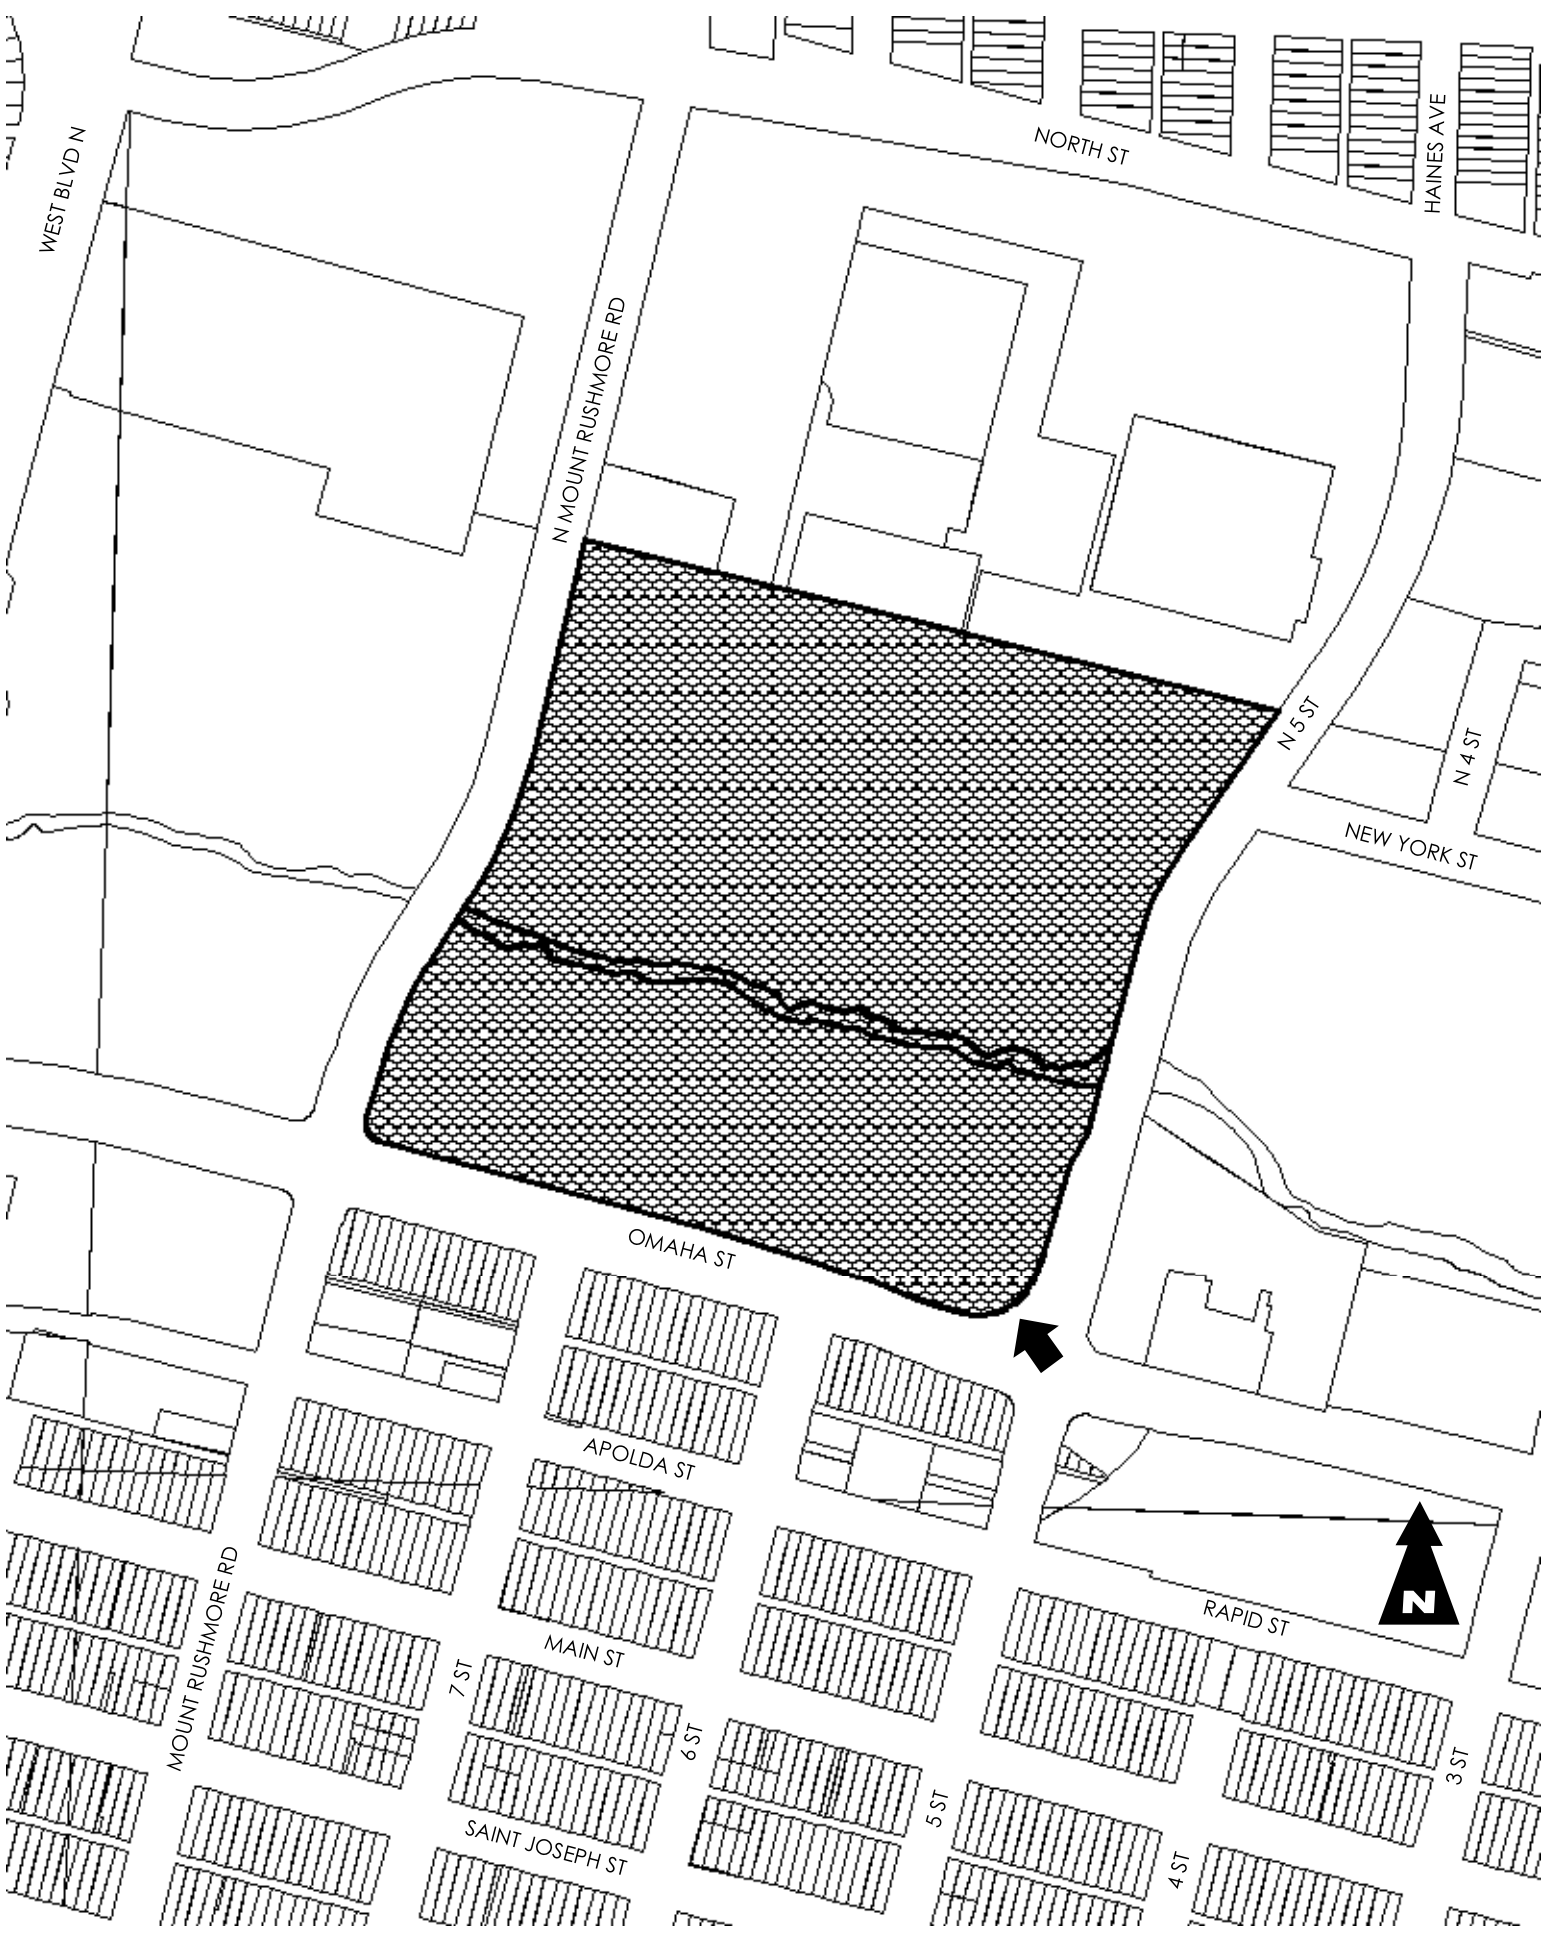 NORTH ST
HAINES AVE
WEST BLVD N
N MOUNT RUSHMORE RD
N 5 ST
N 4 ST
NEW YORK ST
OMAHA ST
APOLDA ST
N
RAPID ST
MOUNT RUSHMORE RD
MAIN ST
7 ST
6 ST
3 ST
5 ST
SAINT JOSEPH ST
4 ST